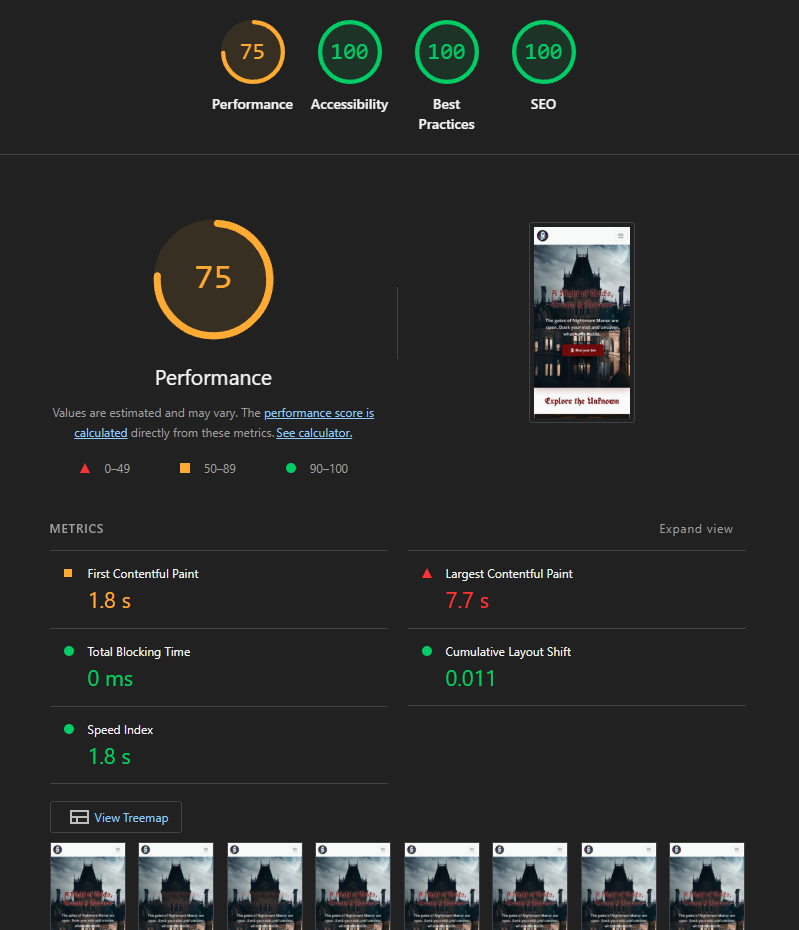 75
100
100
100
Performance
Accessibility
Best
Practices
SEO
75
Performance
Values are estimated and may vary. The performance score is
calculated directly from these metrics. See calculator.
0–49
50–89
90–100
The gates of Nightmare Manor are
open. Book your visit and uncover
Explore the Unknown
METRICS
Expand view
First Contentful Paint
1.8 s
Largest Contentful Paint
7.7 s
Total Blocking Time
0 ms
Cumulative Layout Shift
0.011
Speed Index
1.8 s
View Treemap